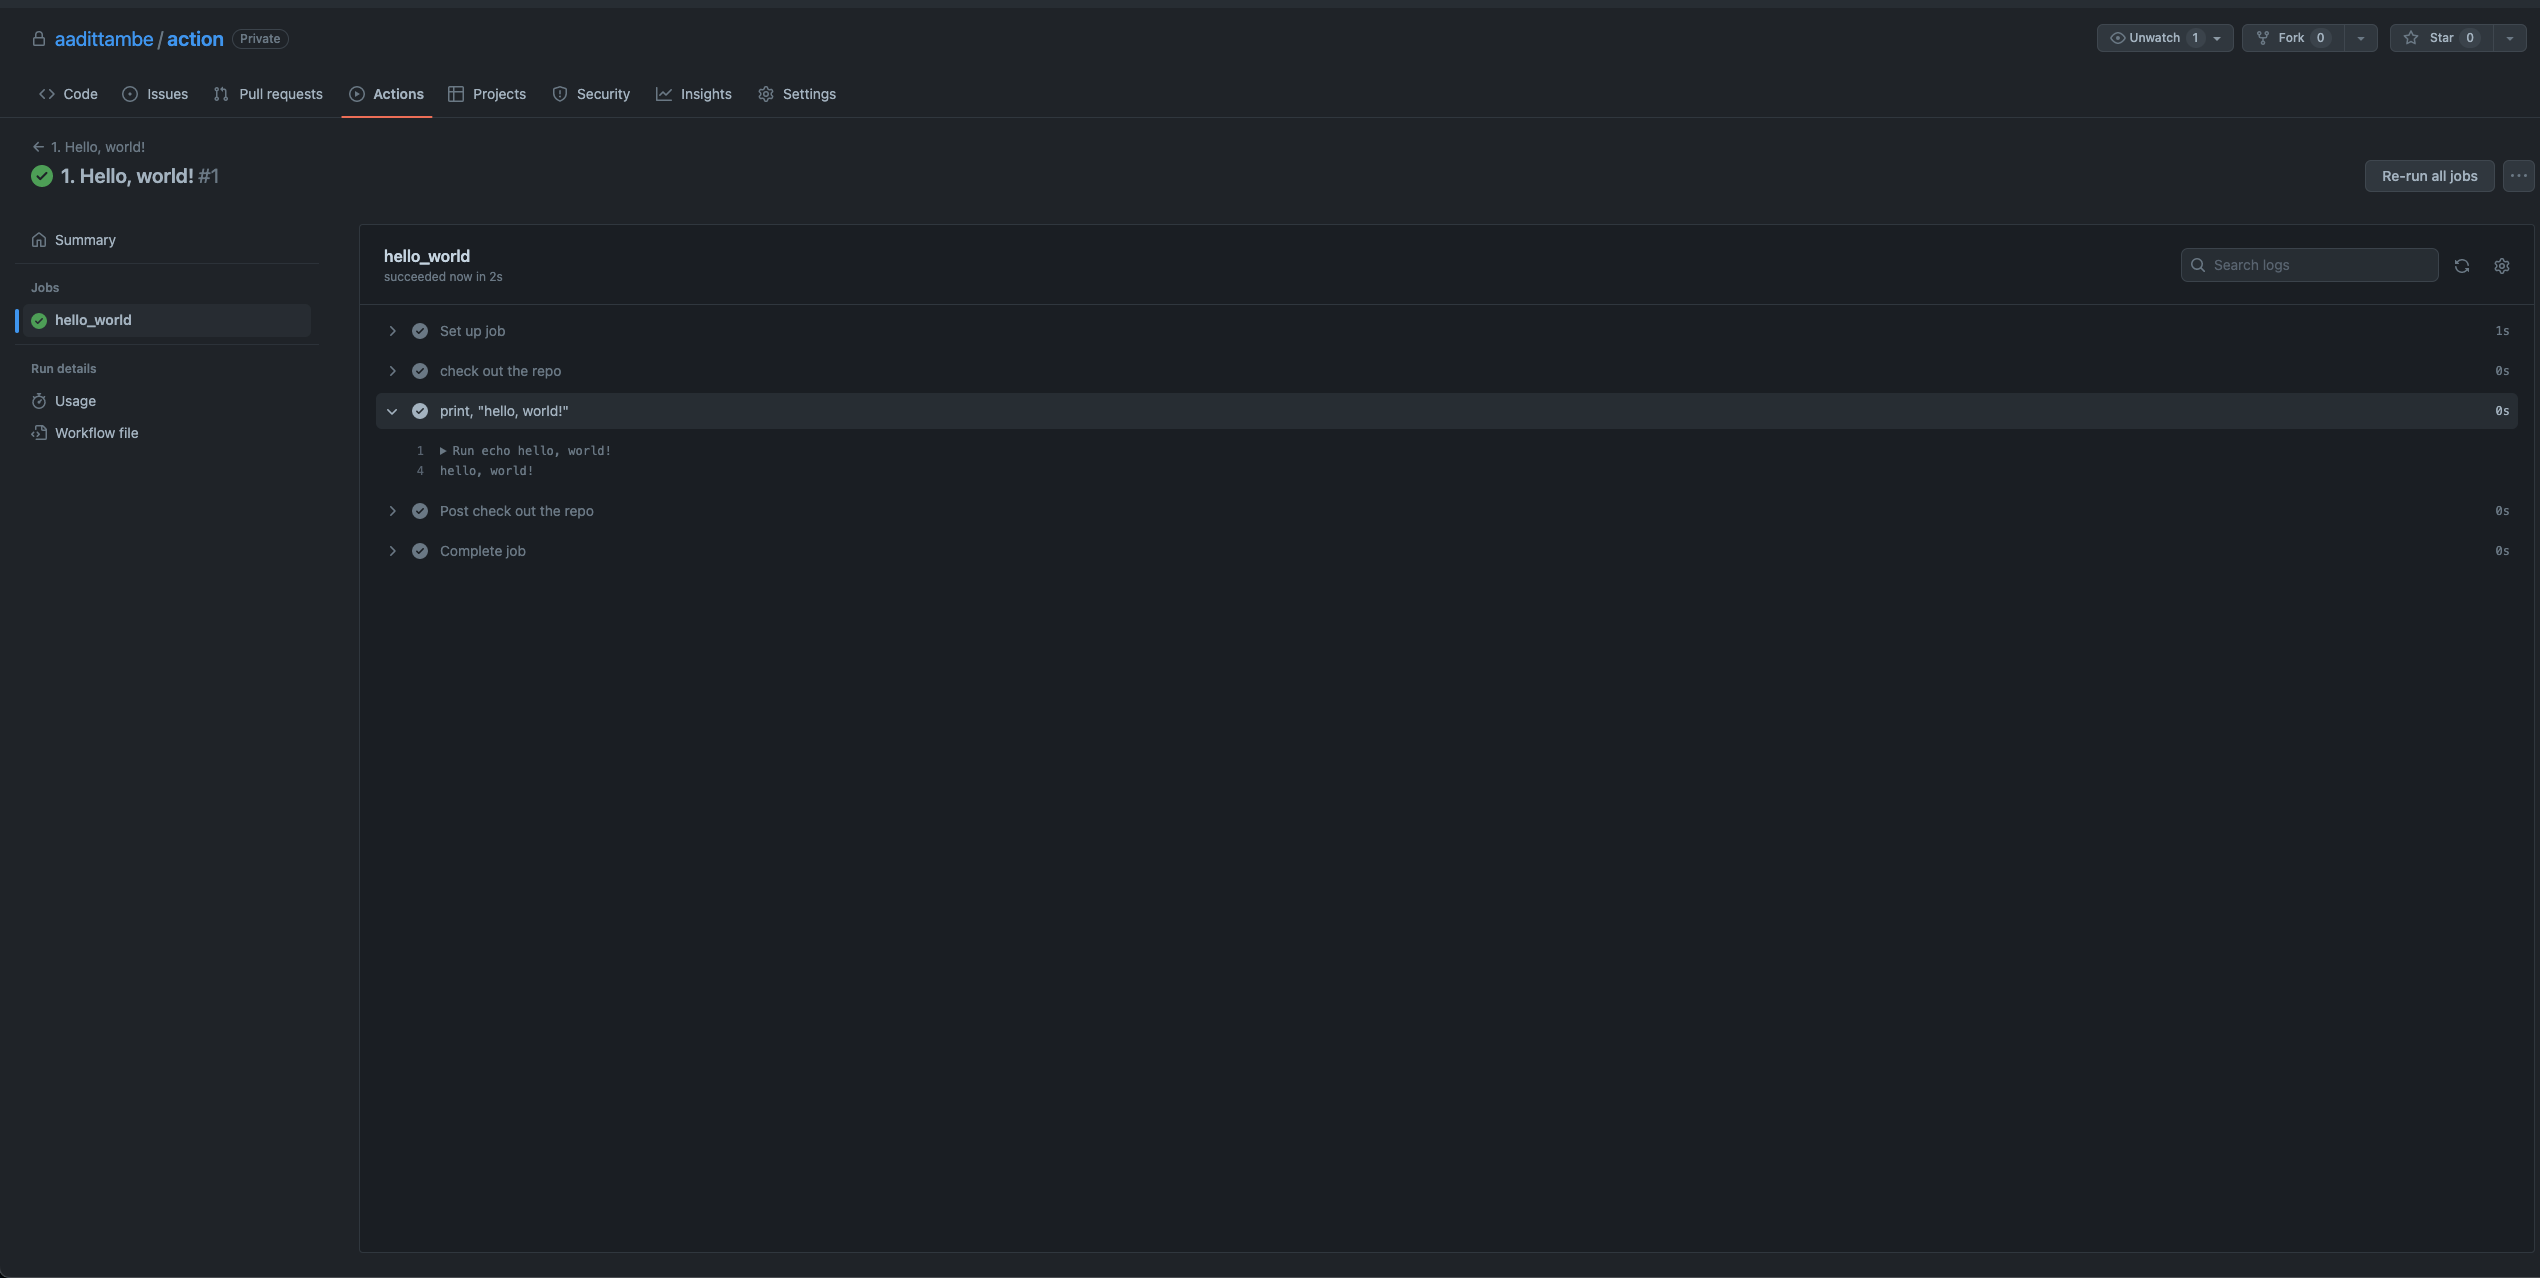 aadittambe / action Private Unwatch 1 Fork 0 Star 0
Code Issues Pull requests Actions Projects Security Insights Settings
1. Hello, world!
1. Hello, world! #1
Re-run all jobs
Summary
Jobs
hello_world
Run details
Usage
Workflow file
hello_world
succeeded now in 2s
Search logs
Set up job 1s
check out the repo 0s
print, "hello, world!" 0s
1 Run echo hello, world!
4 hello, world!
Post check out the repo 0s
Complete job 0s